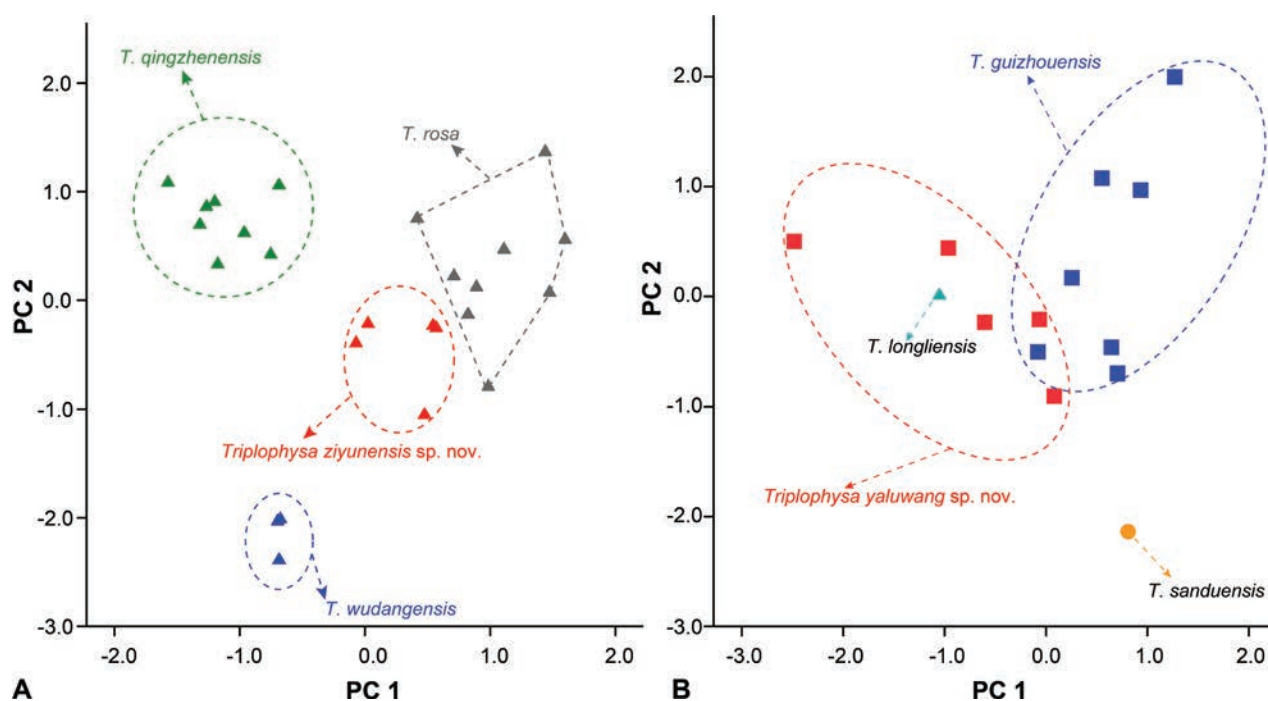 T. qingzhenensis
T. rosa
Triplophysa ziyunensis sp. nov.
T. wudangensis
2.0
1.0
0.0
-1.0
-2.0
-3.0
PC 2
-2.0 -1.0 0.0 1.0 2.0
PC 1
A
T. guizhouensis
T. longliensis
Triplophysa yaluwang sp. nov.
T. sanduensis
2.0
1.0
0.0
-1.0
-2.0
-3.0
PC 2
-3.0 -2.0 -1.0 0.0 1.0 2.0
PC 1
B